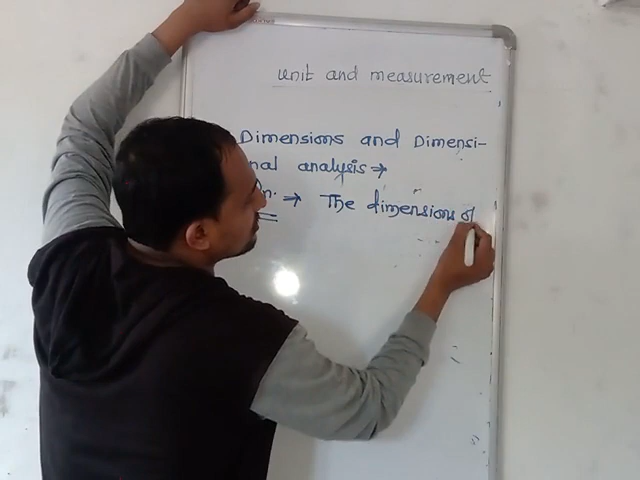 unit and measurement
Dimensions and Dimensi-
nal analysis →
n. → The dimensions of